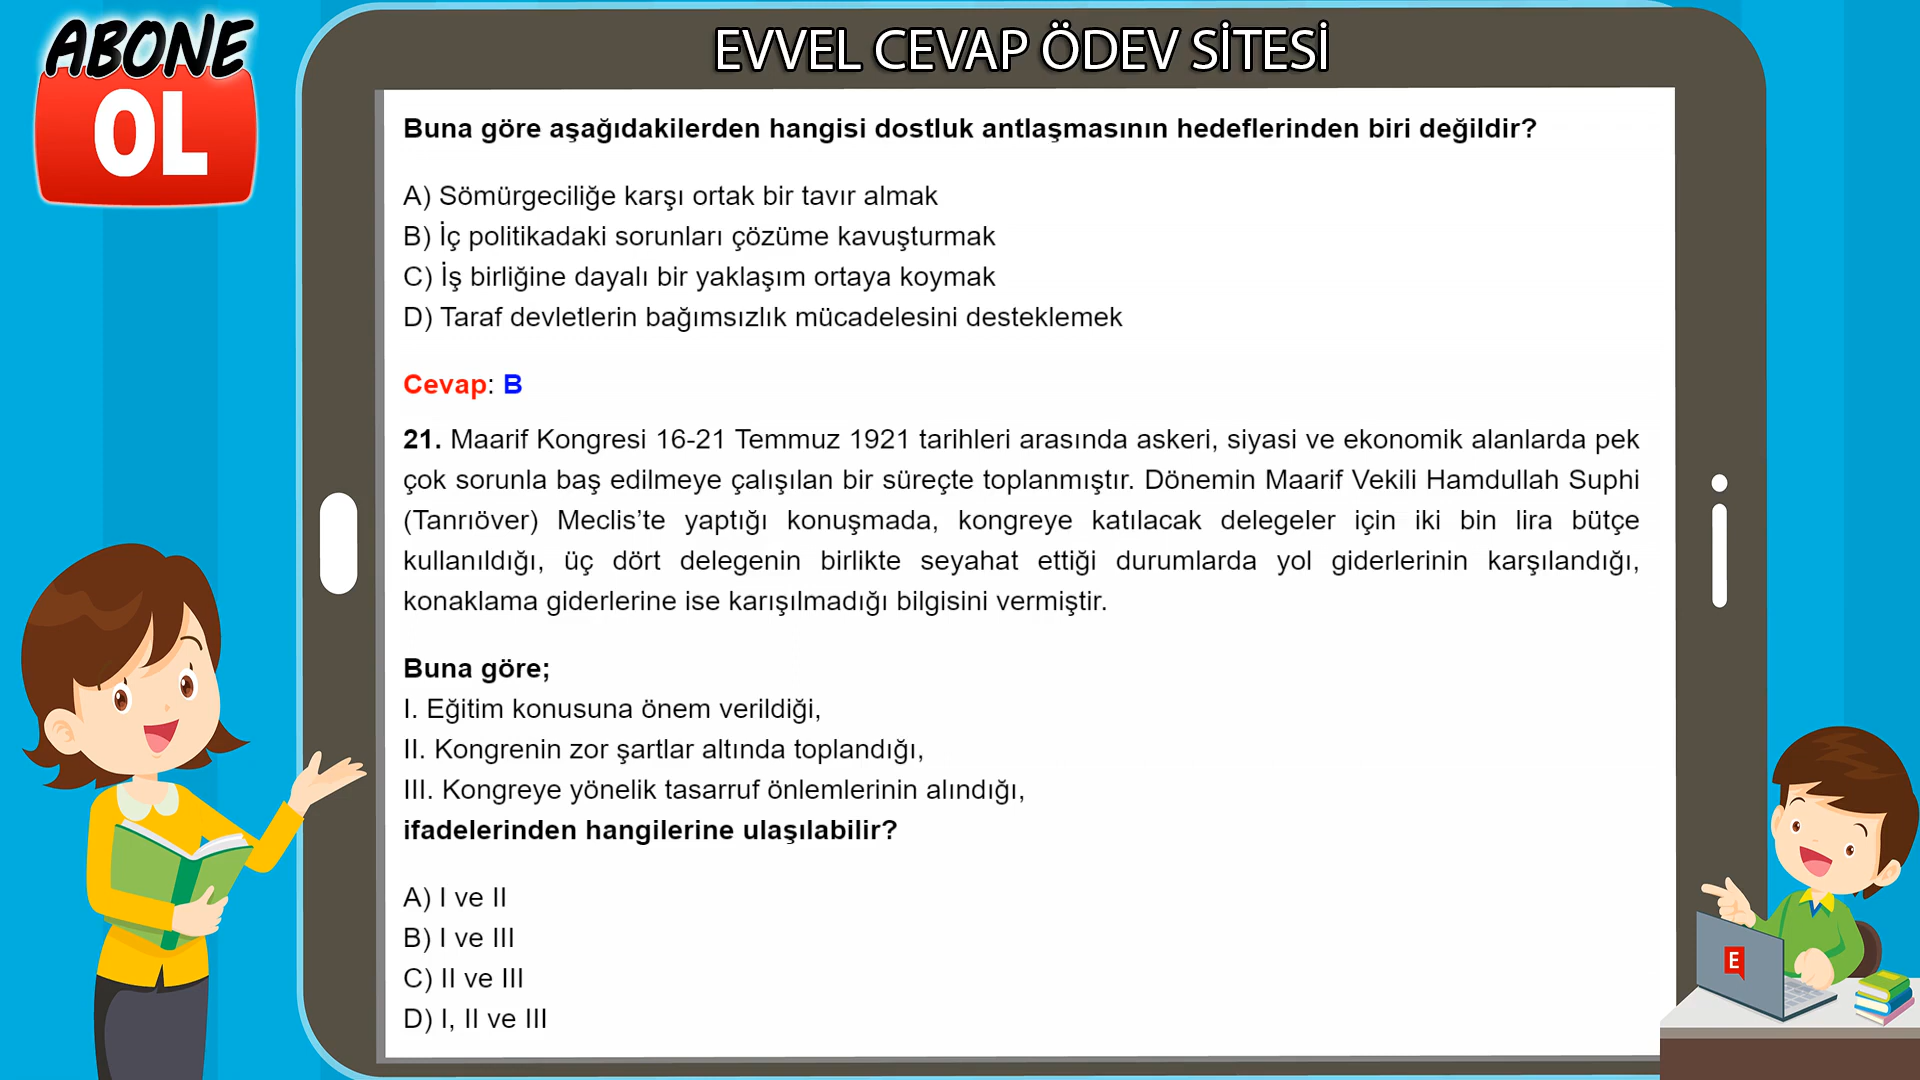 ABONE
OL
EVVEL CEVAP ÖDEV SİTESİ
Buna göre aşağıdakilerden hangisi dostluk antlaşmasının hedeflerinden biri değildir?
A) Sömürgeciliğe karşı ortak bir tavır almak
B) İç politikadaki sorunları çözüme kavuşturmak
C) İş birliğine dayalı bir yaklaşım ortaya koymak
D) Taraf devletlerin bağımsızlık mücadelesini desteklemek
Cevap: B
21. Maarif Kongresi 16-21 Temmuz 1921 tarihleri arasında askeri, siyasi ve ekonomik alanlarda pek
çok sorunla baş edilmeye çalışılan bir süreçte toplanmıştır. Dönemin Maarif Vekili Hamdullah Suphi
(Tanrıöver) Meclis’te yaptığı konuşmada, kongreye katılacak delegeler için iki bin lira bütçe
kullanıldığı, üç dört delegenin birlikte seyahat ettiği durumlarda yol giderlerinin karşılandığı,
konaklama giderlerine ise karışılmadığı bilgisini vermiştir.
Buna göre;
I. Eğitim konusuna önem verildiği,
II. Kongrenin zor şartlar altında toplandığı,
III. Kongreye yönelik tasarruf önlemlerinin alındığı,
ifadelerinden hangilerine ulaşılabilir?
A) I ve II
B) I ve III
C) II ve III
D) I, II ve III
E